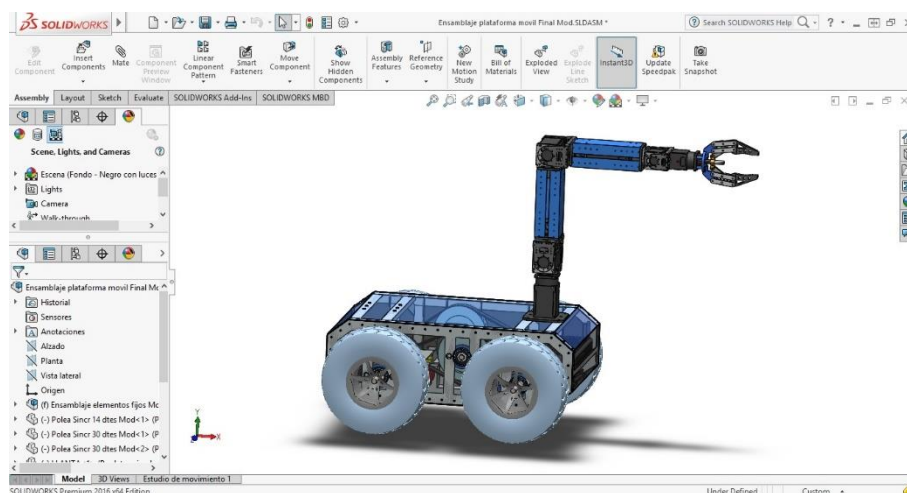 SOLIDWORKS
Ensamblaje plataforma movil Final Mod.SLDASM *
Search SOLIDWORKS Help
Edit Component
Insert Components
Mate
Component Preview Window
Linear Component Pattern
Smart Fasteners
Move Component
Show Hidden Components
Assembly Features
Reference Geometry
New Motion Study
Bill of Materials
Exploded View
Explode Line Sketch
Instant3D
Update Speedpak
Take Snapshot
Assembly Layout Sketch Evaluate SOLIDWORKS Add-Ins SOLIDWORKS MBD
Scene, Lights, and Cameras
Escena (Fondo - Negro con luces
Lights
Camera
Walk-through
Ensamblaje plataforma movil Final Mc
Historial
Sensores
Anotaciones
Alzado
Planta
Vista lateral
Origen
(f) Ensamblaje elementos fijos Mc
(-) Polea Sincr 14 dtes Mod<1> (P
(-) Polea Sincr 30 dtes Mod<1> (P
(-) Polea Sincr 30 dtes Mod<2> (P
Y
X
Model 3D Views Estudio de movimiento 1
SOLIDWORKS Premium 2016 x64 Edition
Under Defined
Custom